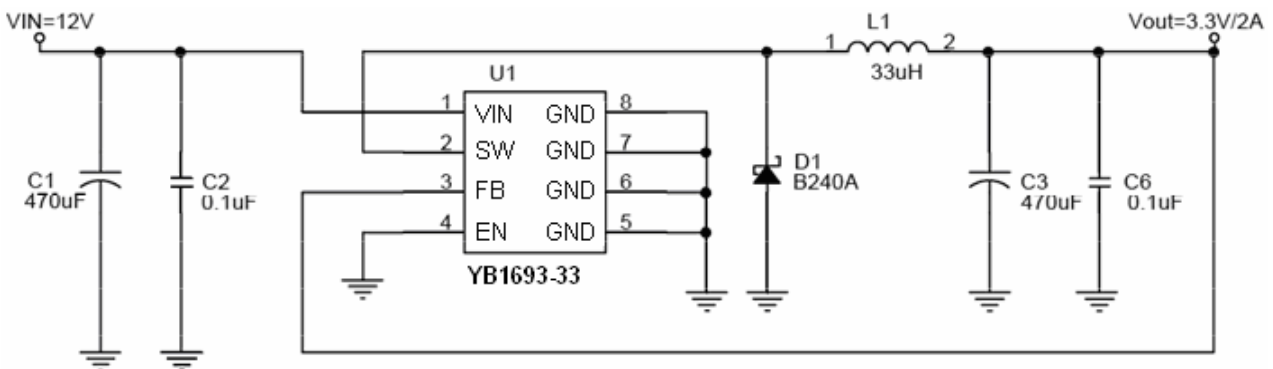 VIN=12V
Vout=3.3V/2A
L1
1
2
33uH
U1
1 VIN GND 8
2 SW GND 7
3 FB GND 6
4 EN GND 5
YB1693-33
C1
470uF
C2
0.1uF
D1
B240A
C3
470uF
C6
0.1uF